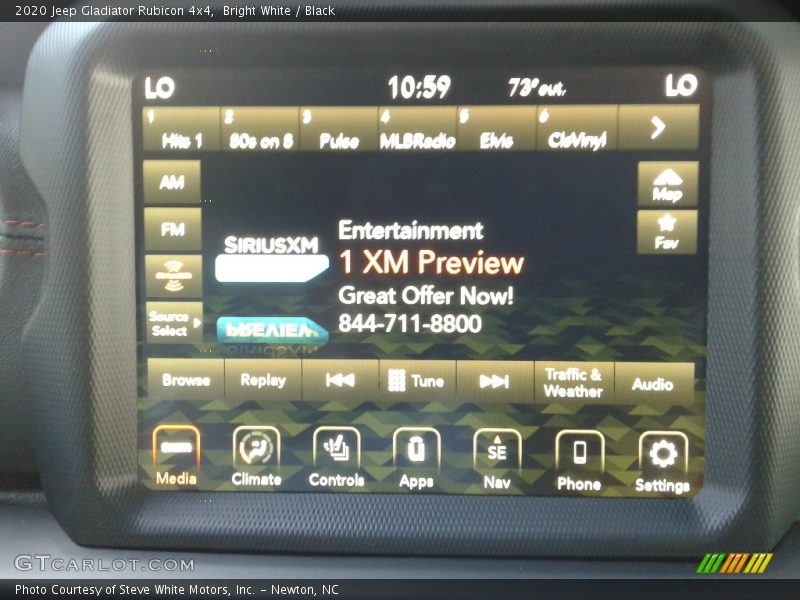 2020 Jeep Gladiator Rubicon 4x4,  Bright White / Black
LO 10:59 73° out. LO
1 Hits 1 2 80s on 8 3 Pulse 4 MLBRadio 5 Elvis 6 ClsVinyl
AM
Map
FM
Fav
SIRIUSXM
Entertainment
1 XM Preview
Great Offer Now!
844-711-8800
Source Select
PREVIEW
SIRIUSXM
Browse Replay Tune Traffic & Weather Audio
SE
Media Climate Controls Apps Nav Phone Settings
GTCARLOT.COM
Photo Courtesy of Steve White Motors, Inc. – Newton, NC